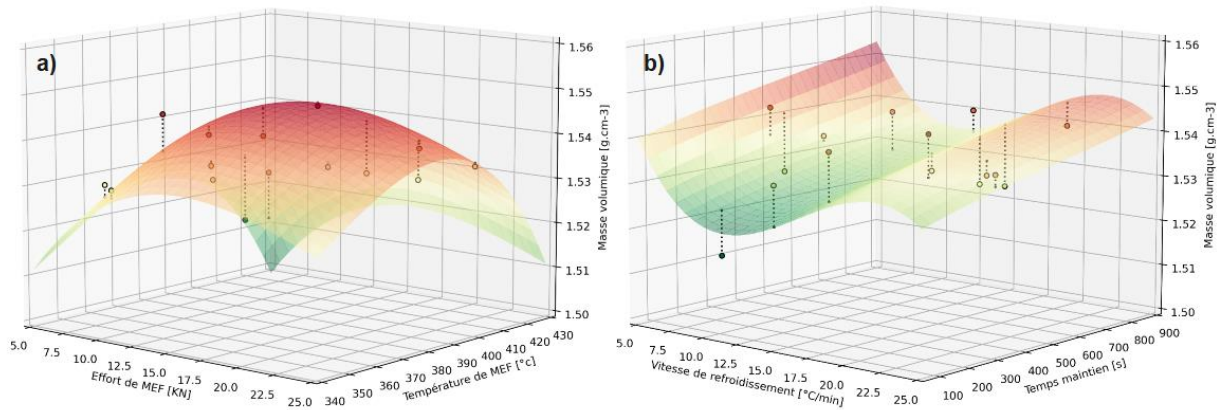 a)
1.56
1.55
1.54
1.53
1.52
1.51
1.50
Masse volumique [g.cm-3]
5.0 7.5 10.0 12.5 15.0 17.5 20.0 22.5 25.0
Effort de MEF [KN]
340 350 360 370 380 390 400 410 420 430
Température de MEF [°c]
b)
1.56
1.55
1.54
1.53
1.52
1.51
1.50
Masse volumique [g.cm-3]
5.0 7.5 10.0 12.5 15.0 17.5 20.0 22.5 25.0
Vitesse de refroidissement [°C/min]
100 200 300 400 500 600 700 800 900
Temps maintien [s]